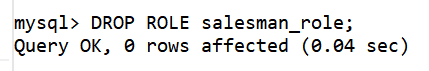 mysql> DROP ROLE salesman_role;
Query OK, 0 rows affected (0.04 sec)